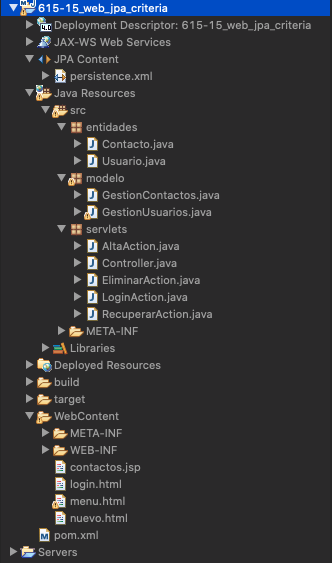 615-15_web_jpa_criteria
Deployment Descriptor: 615-15_web_jpa_criteria
JAX-WS Web Services
JPA Content
persistence.xml
Java Resources
src
entidades
Contacto.java
Usuario.java
modelo
GestionContactos.java
GestionUsuarios.java
servlets
AltaAction.java
Controller.java
EliminarAction.java
LoginAction.java
RecuperarAction.java
META-INF
Libraries
Deployed Resources
build
target
WebContent
META-INF
WEB-INF
contactos.jsp
login.html
menu.html
nuevo.html
pom.xml
Servers